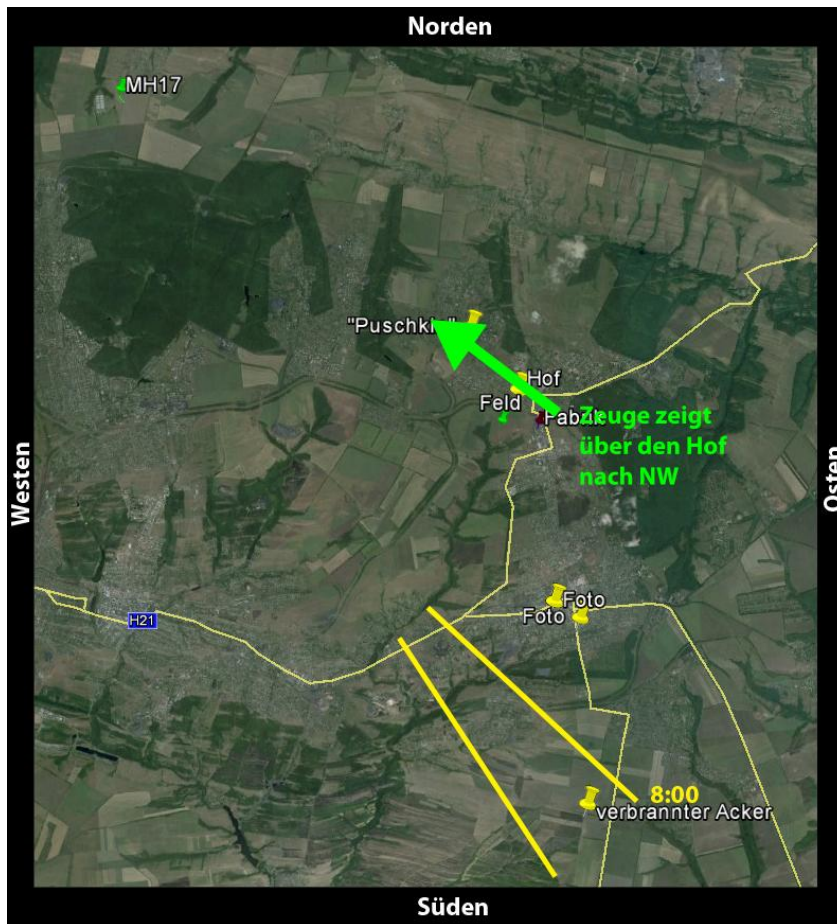 Norden
MH17
"Puschkin"
Hof
Feld
Fabrik
Zeuge zeigt
über den Hof
nach NW
Westen
Osten
H21
Foto
Foto
8:00
verbrannter Acker
Süden